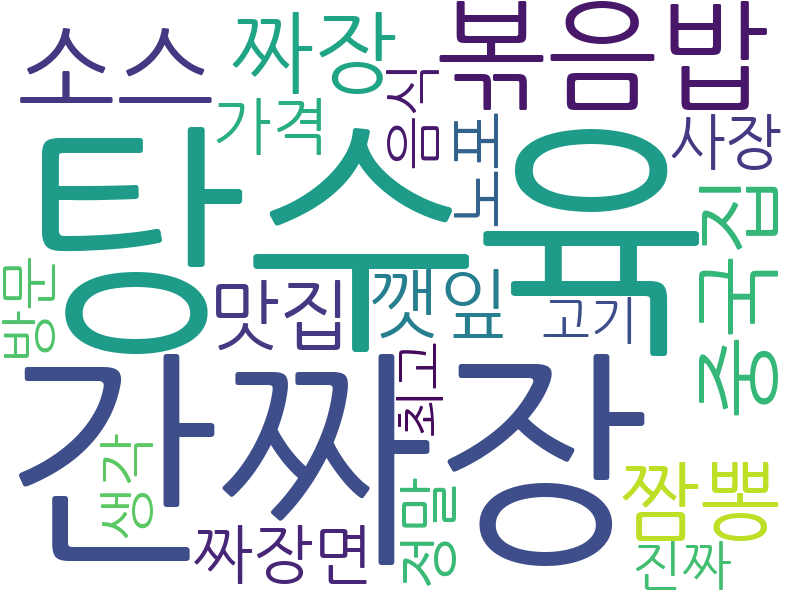 소스
짜장
볶음밥
가격
음식
노포
사장
탕수육
중국집
방문
맛집
깻잎
고기
간짜장
최고
생각
정말
짬뽕
짜장면
진짜